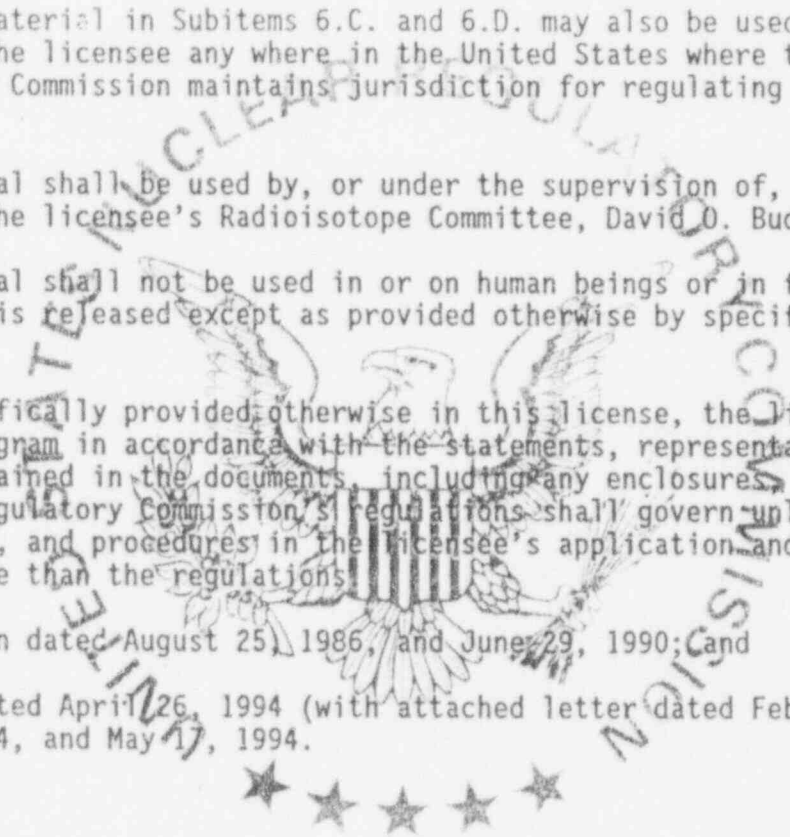 aterial in Subitems 6.C. and 6.D. may also be used
he licensee any where in the United States where t
Commission maintains jurisdiction for regulating
al shall be used by, or under the supervision of,
he licensee's Radioisotope Committee, David O. Buc
al shall not be used in or on human beings or in f
is released except as provided otherwise by specif
fically provided otherwise in this license, the li
gram in accordance with the statements, representa
ained in the documents, including any enclosures,
gulatory Commission's regulations shall govern unl
, and procedures in the licensee's application and
e than the regulations.
n dated August 25, 1986, and June 29, 1990; and
ted April 26, 1994 (with attached letter dated Feb
4, and May 17, 1994.
UNITED STATES NUCLEAR REGULATORY COMMISSION